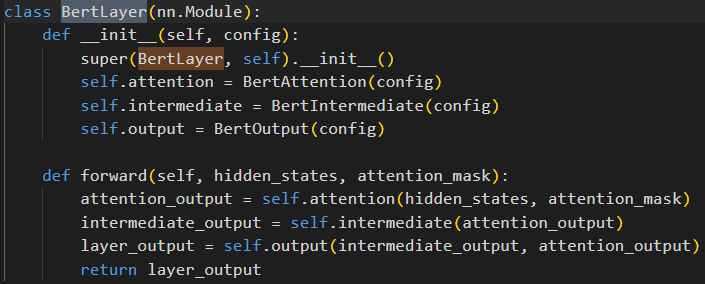 class BertLayer(nn.Module):
    def __init__(self, config):
        super(BertLayer, self).__init__()
        self.attention = BertAttention(config)
        self.intermediate = BertIntermediate(config)
        self.output = BertOutput(config)

    def forward(self, hidden_states, attention_mask):
        attention_output = self.attention(hidden_states, attention_mask)
        intermediate_output = self.intermediate(attention_output)
        layer_output = self.output(intermediate_output, attention_output)
        return layer_output